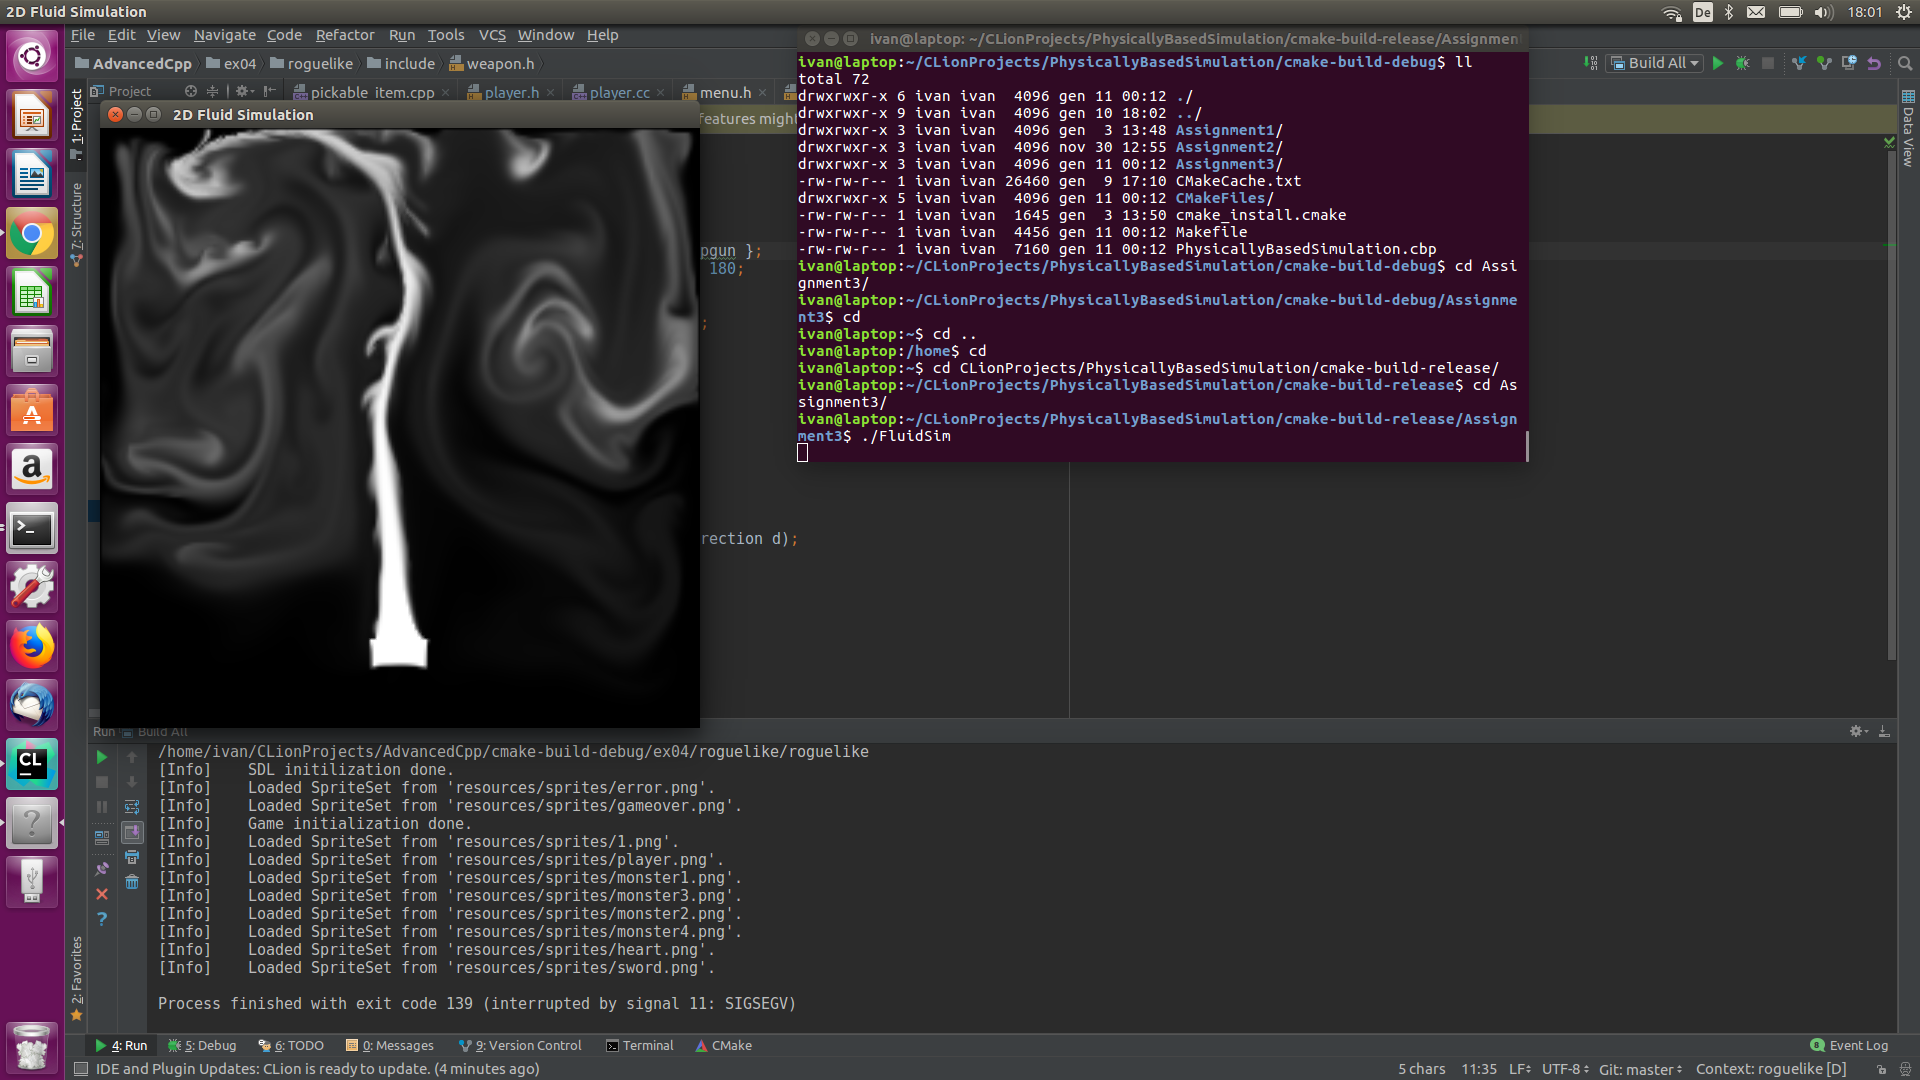 2D Fluid Simulation
De
18:01
File Edit View Navigate Code Refactor Run Tools VCS Window Help
AdvancedCpp ex04 roguelike include weapon.h
Build All
Project
pickable_item.cpp player.h player.cc menu.h
1: Project
7: Structure
2: Favorites
Data View
2D Fluid Simulation
features might
pgun };
180;
;
rection d);
ivan@laptop: ~/CLionProjects/PhysicallyBasedSimulation/cmake-build-release/Assignment
ivan@laptop:~/CLionProjects/PhysicallyBasedSimulation/cmake-build-debug$ ll
total 72
drwxrwxr-x 6 ivan ivan  4096 gen 11 00:12 ./
drwxrwxr-x 9 ivan ivan  4096 gen 10 18:02 ../
drwxrwxr-x 3 ivan ivan  4096 gen  3 13:48 Assignment1/
drwxrwxr-x 3 ivan ivan  4096 nov 30 12:55 Assignment2/
drwxrwxr-x 3 ivan ivan  4096 gen 11 00:12 Assignment3/
-rw-rw-r-- 1 ivan ivan 26460 gen  9 17:10 CMakeCache.txt
drwxrwxr-x 5 ivan ivan  4096 gen 11 00:12 CMakeFiles/
-rw-rw-r-- 1 ivan ivan  1645 gen  3 13:50 cmake_install.cmake
-rw-rw-r-- 1 ivan ivan  4456 gen 11 00:12 Makefile
-rw-rw-r-- 1 ivan ivan  7160 gen 11 00:12 PhysicallyBasedSimulation.cbp
ivan@laptop:~/CLionProjects/PhysicallyBasedSimulation/cmake-build-debug$ cd Assi
gnment3/
ivan@laptop:~/CLionProjects/PhysicallyBasedSimulation/cmake-build-debug/Assignme
nt3$ cd
ivan@laptop:~$ cd ..
ivan@laptop:/home$ cd
ivan@laptop:~$ cd CLionProjects/PhysicallyBasedSimulation/cmake-build-release/
ivan@laptop:~/CLionProjects/PhysicallyBasedSimulation/cmake-build-release$ cd As
signment3/
ivan@laptop:~/CLionProjects/PhysicallyBasedSimulation/cmake-build-release/Assign
ment3$ ./FluidSim
Run Build All
/home/ivan/CLionProjects/AdvancedCpp/cmake-build-debug/ex04/roguelike/roguelike
[Info]    SDL initilization done.
[Info]    Loaded SpriteSet from 'resources/sprites/error.png'.
[Info]    Loaded SpriteSet from 'resources/sprites/gameover.png'.
[Info]    Game initialization done.
[Info]    Loaded SpriteSet from 'resources/sprites/1.png'.
[Info]    Loaded SpriteSet from 'resources/sprites/player.png'.
[Info]    Loaded SpriteSet from 'resources/sprites/monster1.png'.
[Info]    Loaded SpriteSet from 'resources/sprites/monster3.png'.
[Info]    Loaded SpriteSet from 'resources/sprites/monster2.png'.
[Info]    Loaded SpriteSet from 'resources/sprites/monster4.png'.
[Info]    Loaded SpriteSet from 'resources/sprites/heart.png'.
[Info]    Loaded SpriteSet from 'resources/sprites/sword.png'.
Process finished with exit code 139 (interrupted by signal 11: SIGSEGV)
4: Run 5: Debug 6: TODO 0: Messages 9: Version Control Terminal CMake
8 Event Log
IDE and Plugin Updates: CLion is ready to update. (4 minutes ago)
5 chars 11:35 LF UTF-8 Git: master Context: roguelike [D]
CL